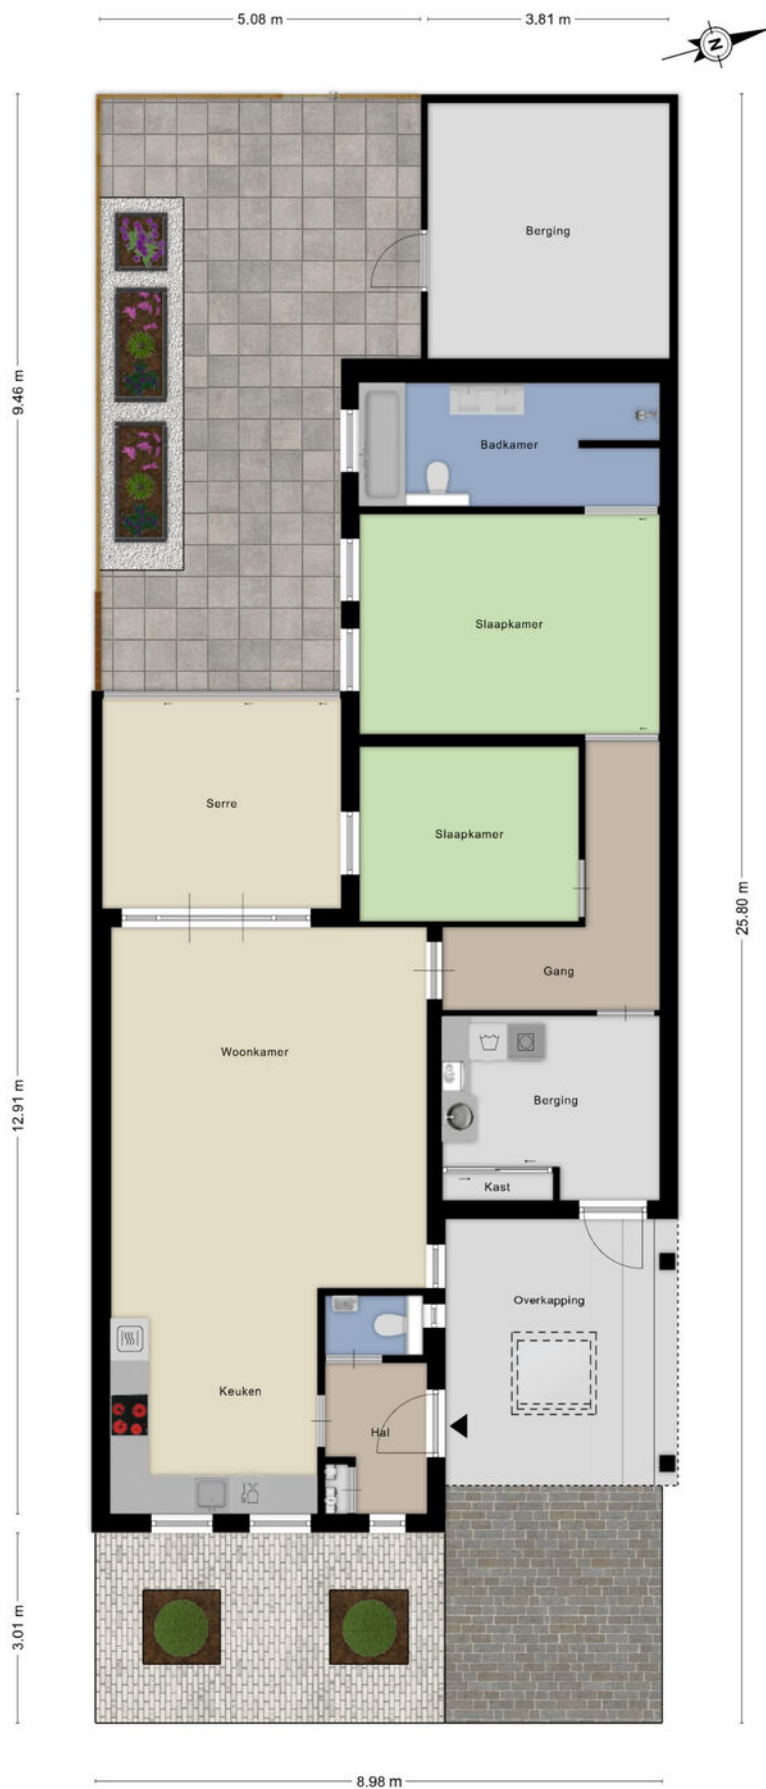 5.08 m
3.81 m
N
Berging
9.46 m
Badkamer
Slaapkamer
Serre
Slaapkamer
25.80 m
Gang
Woonkamer
Berging
12.91 m
Kast
Overkapping
Keuken
Hal
3.01 m
8.98 m